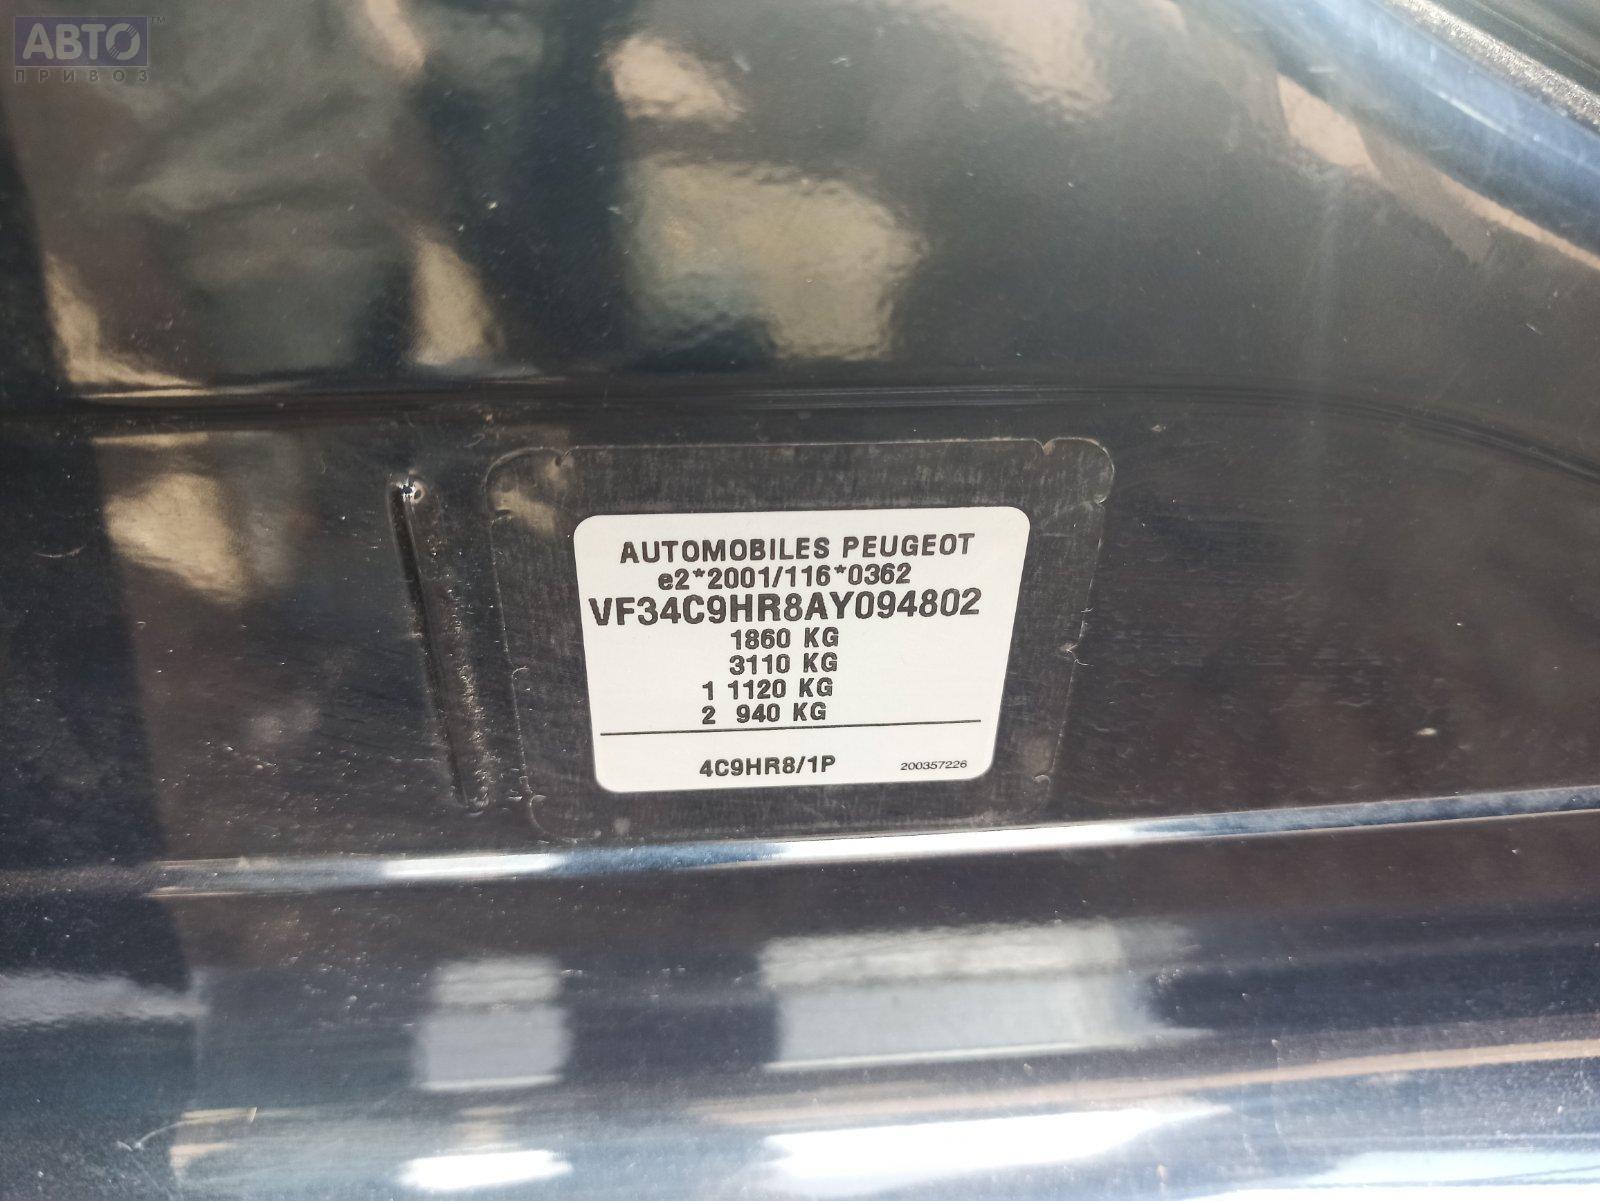 АВТО™
ПРИВОЗ
AUTOMOBILES PEUGEOT
e2*2001/116*0362
VF34C9HR8AY094802
1860 KG
3110 KG
1 1120 KG
2 940 KG
4C9HR8/1P 200357226